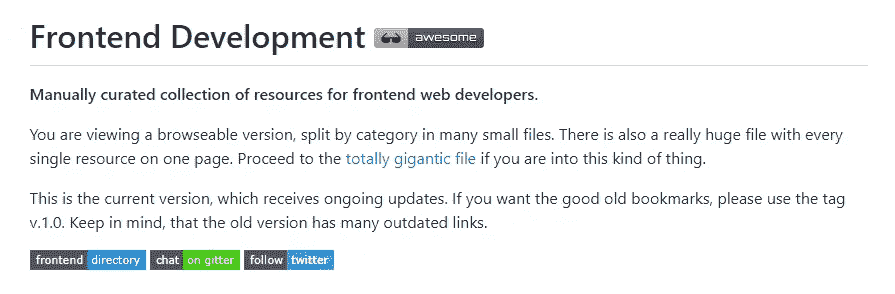 Frontend Development awesome
Manually curated collection of resources for frontend web developers.
You are viewing a browseable version, split by category in many small files. There is also a really huge file with every
single resource on one page. Proceed to the totally gigantic file if you are into this kind of thing.
This is the current version, which receives ongoing updates. If you want the good old bookmarks, please use the tag
v.1.0. Keep in mind, that the old version has many outdated links.
frontend directory chat on gitter follow twitter